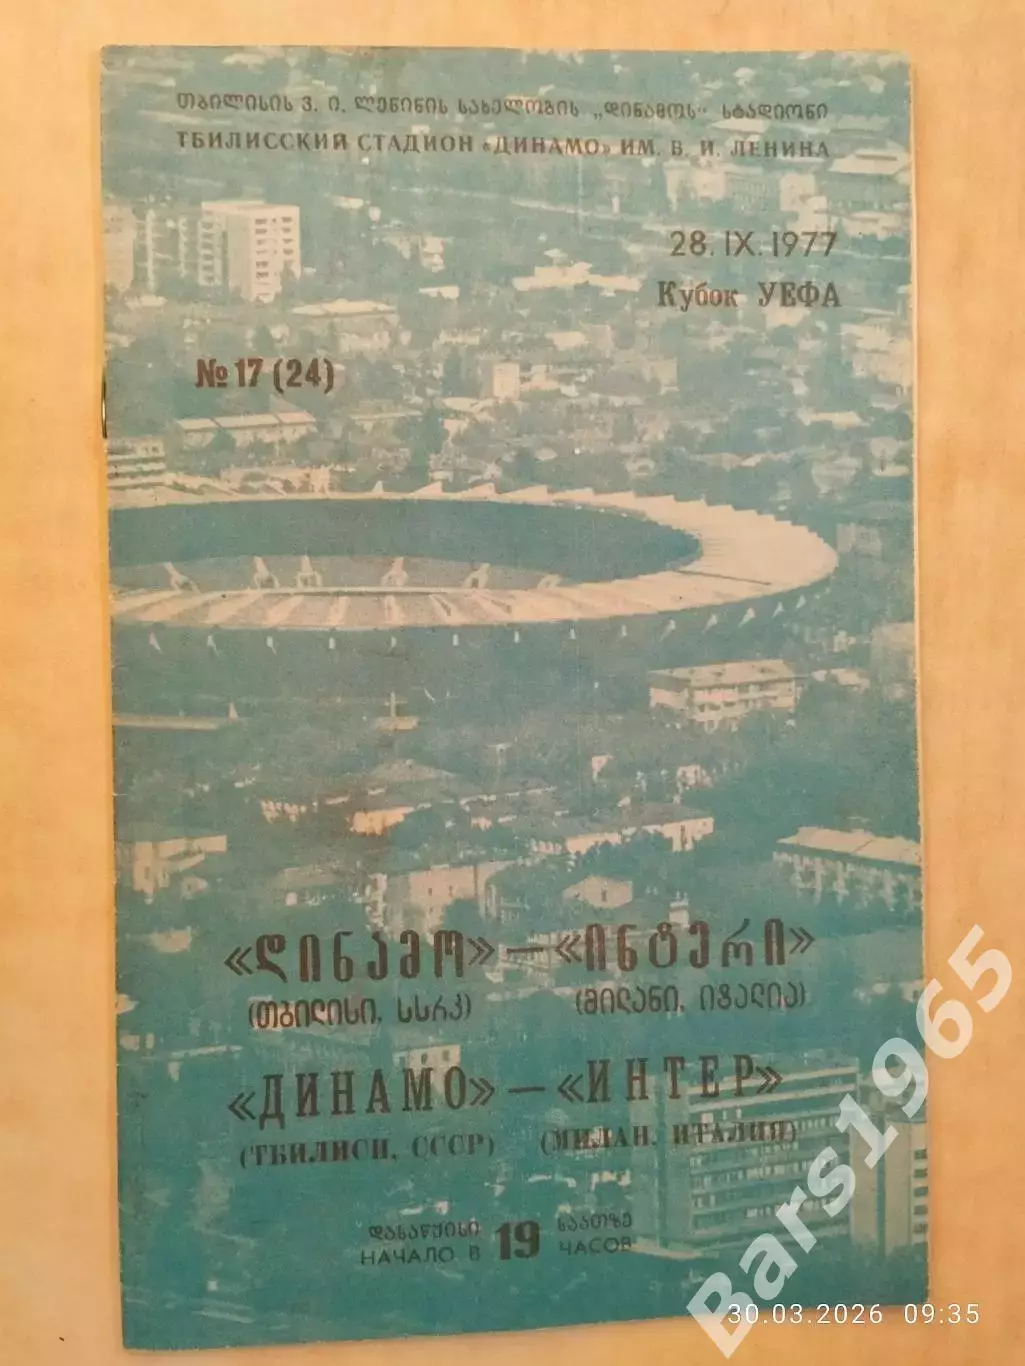 თბილისის ვ. ი. ლენინის სახელობის „დინამოს“ სტადიონი
ТБИЛИССКИЙ СТАДИОН «ДИНАМО» ИМ. В. И. ЛЕНИНА
28. IX. 1977
Кубок УЕФА
№ 17 (24)
«დინამო» — «ინტერი»
(თბილისი, სსრკ) (მილანი, იტალია)
«ДИНАМО» — «ИНТЕР»
(ТБИЛИСИ, СССР) (МИЛАН, ИТАЛИЯ)
დასაწყისი 19 საათზე
НАЧАЛО В 19 ЧАСОВ
Bars1965
30.03.2026 09:35